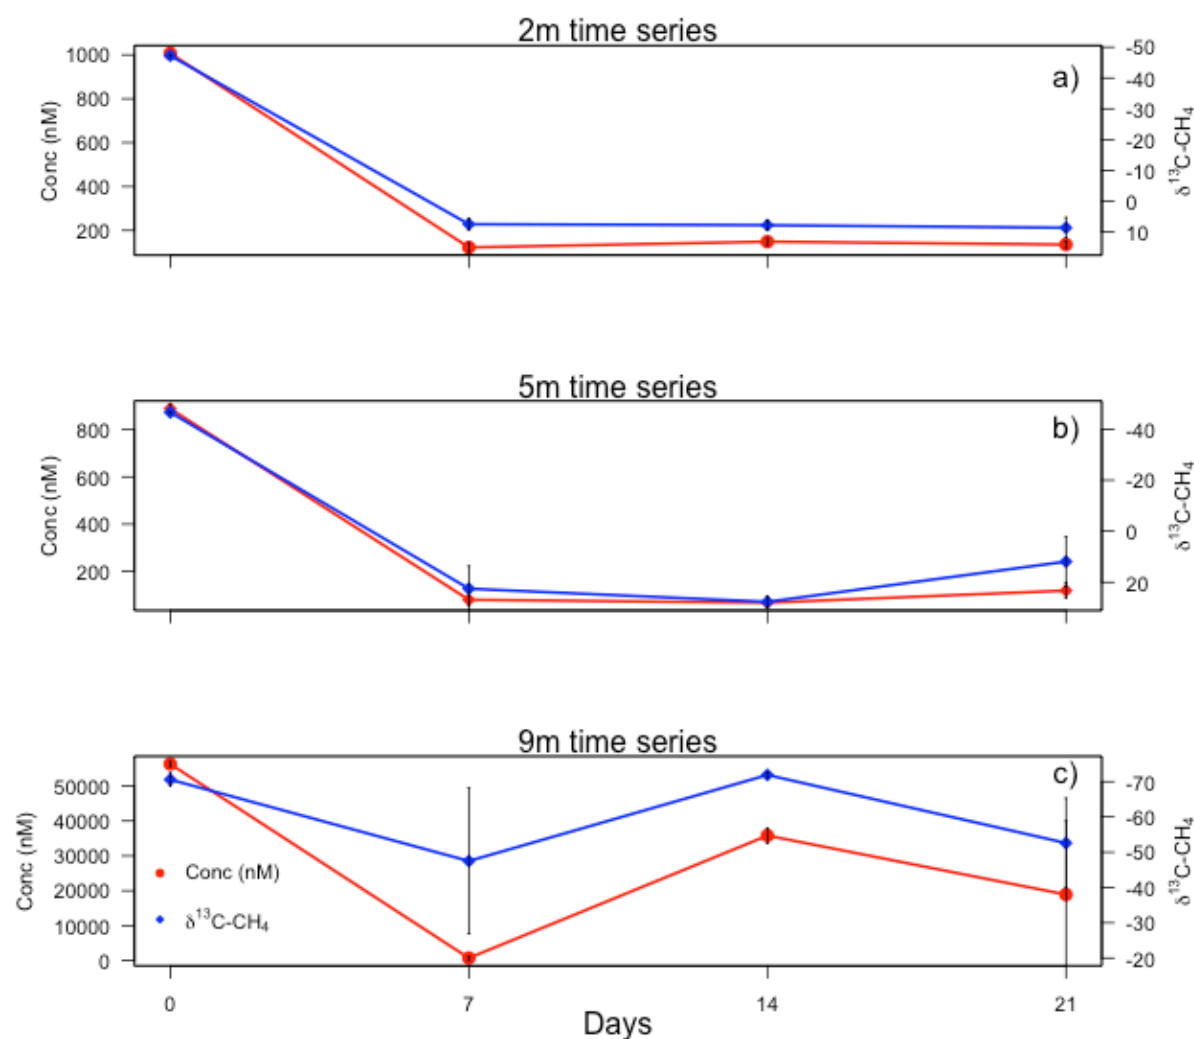 2m time series
a)
1000
800
600
400
200
Conc (nM)
-50
-40
-30
-20
-10
0
10
δ¹³C-CH₄
5m time series
b)
800
600
400
200
Conc (nM)
-40
-20
0
20
δ¹³C-CH₄
9m time series
c)
50000
40000
30000
20000
10000
0
Conc (nM)
-70
-60
-50
-40
-30
-20
δ¹³C-CH₄
Conc (nM)
δ¹³C-CH₄
0 7 14 21
Days